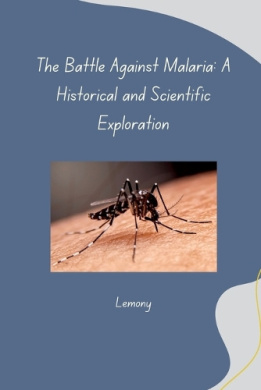 The Battle Against Malaria: A
Historical and Scientific
Exploration
Lemony